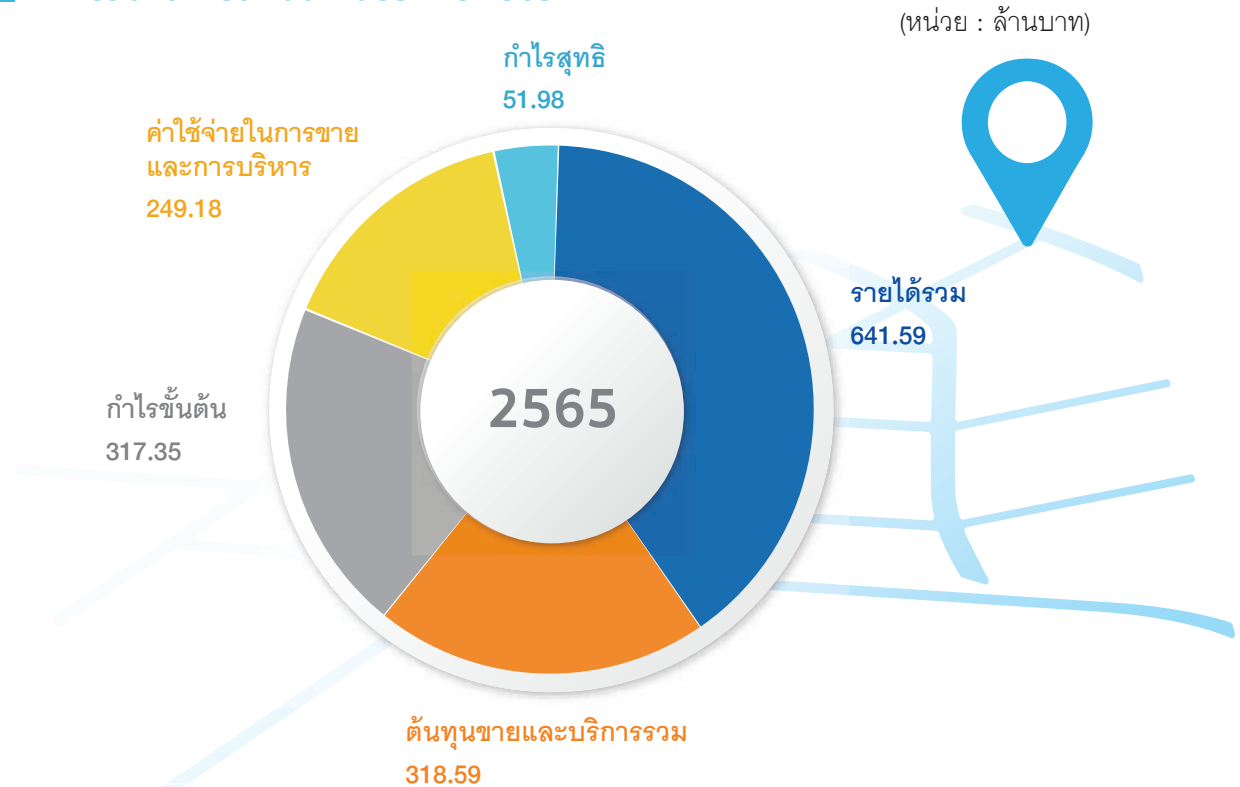 (หน่วย : ล้านบาท)
กำไรสุทธิ
51.98
ค่าใช้จ่ายในการขาย
และการบริหาร
249.18
รายได้รวม
641.59
2565
กำไรขั้นต้น
317.35
ต้นทุนขายและบริการรวม
318.59